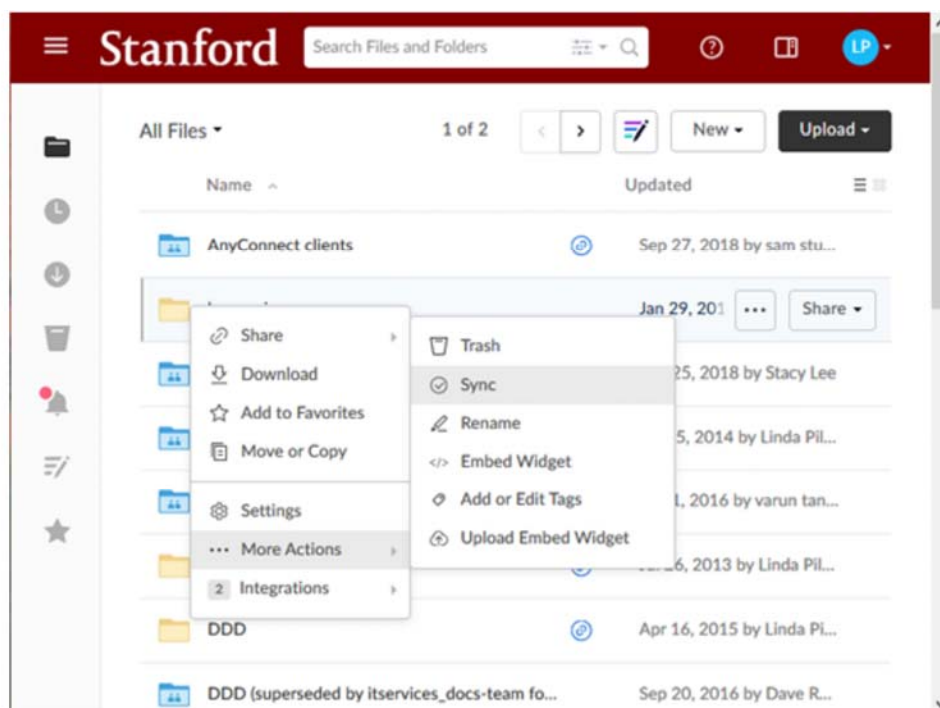 Stanford
Search Files and Folders
LP
All Files
1 of 2
New
Upload
Name
Updated
AnyConnect clients
Sep 27, 2018 by sam stu...
Jan 29, 201
Share
Share
Download
Add to Favorites
Move or Copy
Settings
More Actions
2 Integrations
Trash
Sync
Rename
Embed Widget
Add or Edit Tags
Upload Embed Widget
25, 2018 by Stacy Lee
5, 2014 by Linda Pil...
1, 2016 by varun tan...
6, 2013 by Linda Pil...
DDD
Apr 16, 2015 by Linda Pi...
DDD (superseded by itservices_docs-team fo...
Sep 20, 2016 by Dave R...